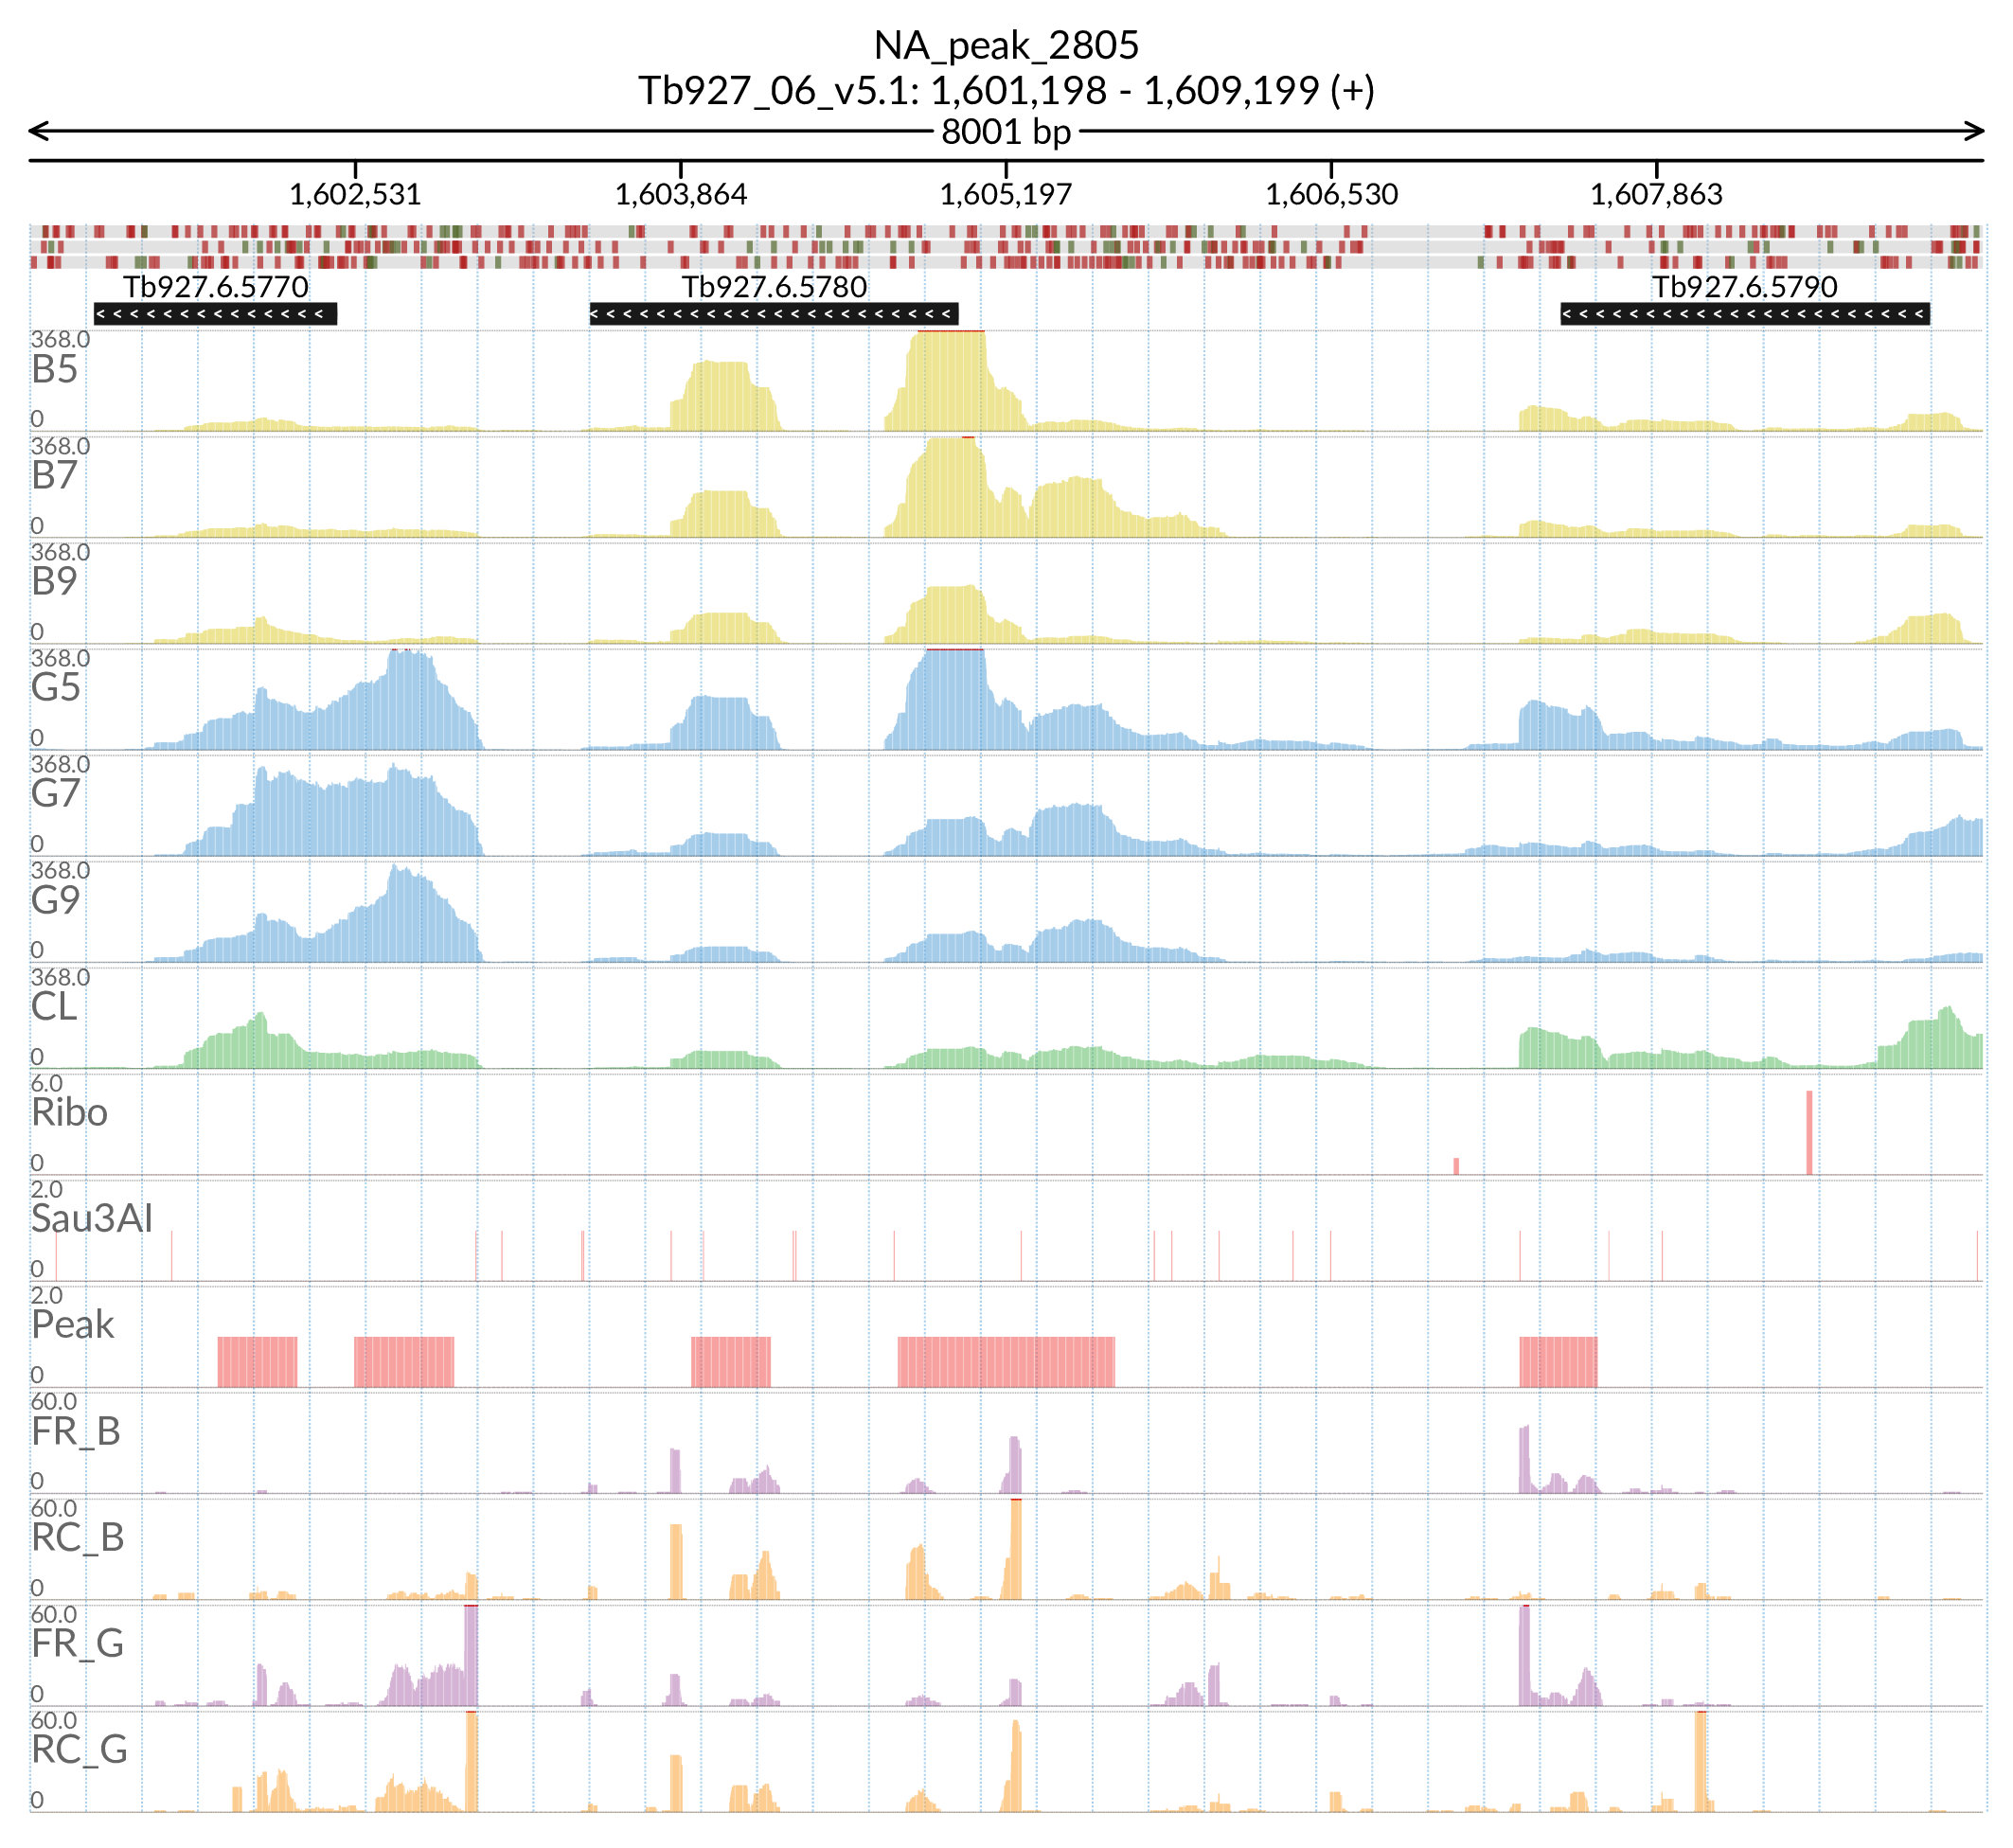 NA_peak_2805
Tb927_06_v5.1: 1,601,198 - 1,609,199 (+)
8001 bp
1,602,531 1,603,864 1,605,197 1,606,530 1,607,863
Tb927.6.5770 Tb927.6.5780 Tb927.6.5790
368.0
B5
0
368.0
B7
0
368.0
B9
0
368.0
G5
0
368.0
G7
0
368.0
G9
0
368.0
CL
0
6.0
Ribo
0
2.0
Sau3AI
0
2.0
Peak
0
60.0
FR_B
0
60.0
RC_B
0
60.0
FR_G
0
60.0
RC_G
0